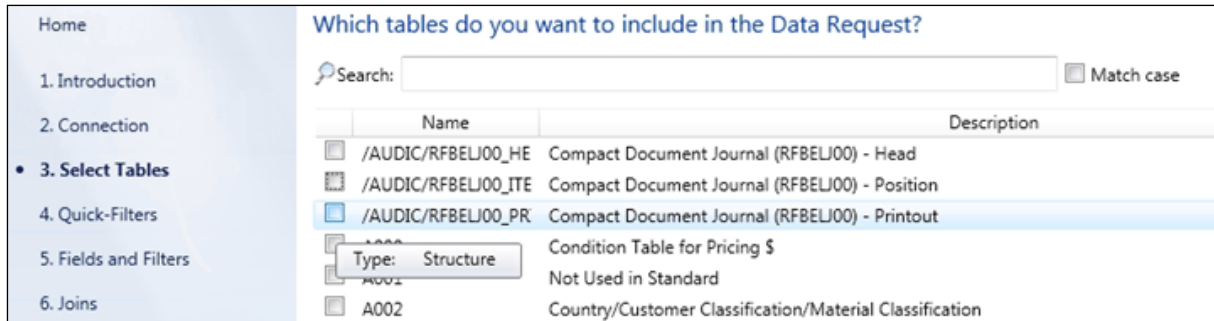 Home
1. Introduction
2. Connection
• 3. Select Tables
4. Quick-Filters
5. Fields and Filters
6. Joins
Which tables do you want to include in the Data Request?
Search:
Match case
Name Description
/AUDIC/RFBELJ00_HE Compact Document Journal (RFBELJ00) - Head
/AUDIC/RFBELJ00_ITE Compact Document Journal (RFBELJ00) - Position
/AUDIC/RFBELJ00_PR Compact Document Journal (RFBELJ00) - Printout
Condition Table for Pricing $
Type: Structure
Not Used in Standard
A002 Country/Customer Classification/Material Classification